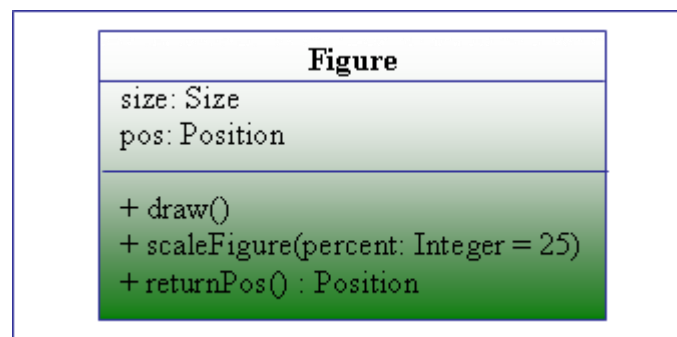 Figure
size: Size
pos: Position
+ draw()
+ scaleFigure(percent: Integer = 25)
+ returnPos() : Position